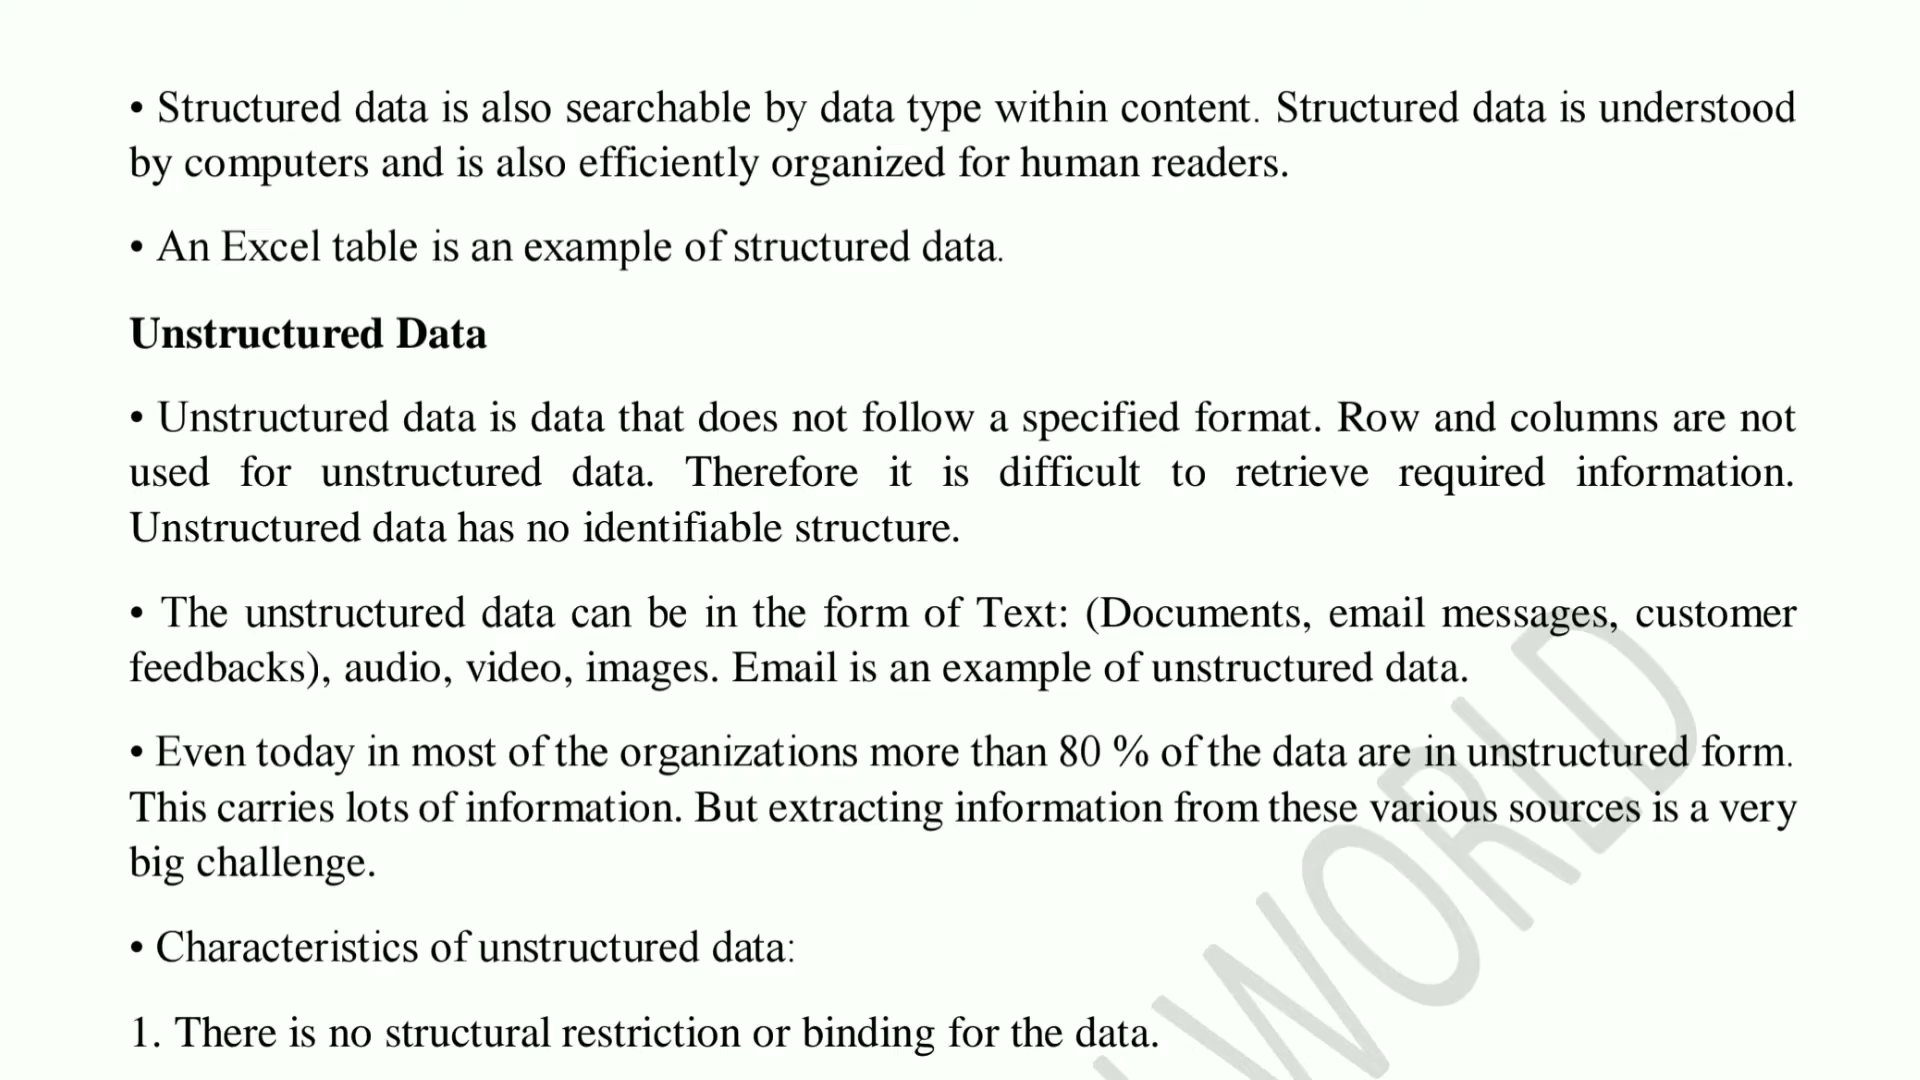 • Structured data is also searchable by data type within content. Structured data is understood
by computers and is also efficiently organized for human readers.
• An Excel table is an example of structured data.
Unstructured Data
• Unstructured data is data that does not follow a specified format. Row and columns are not
used for unstructured data. Therefore it is difficult to retrieve required information.
Unstructured data has no identifiable structure.
• The unstructured data can be in the form of Text: (Documents, email messages, customer
feedbacks), audio, video, images. Email is an example of unstructured data.
• Even today in most of the organizations more than 80 % of the data are in unstructured form.
This carries lots of information. But extracting information from these various sources is a very
big challenge.
• Characteristics of unstructured data:
1. There is no structural restriction or binding for the data.
WORLD